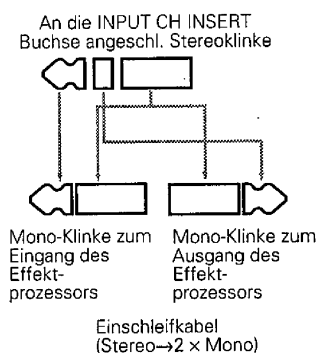 An die INPUT CH INSERT
Buchse angeschl. Stereoklinke
Mono-Klinke zum
Eingang des
Effekt-
prozessors
Mono-Klinke zum
Ausgang des
Effekt-
prozessors
Einschleifkabel
(Stereo→2 × Mono)